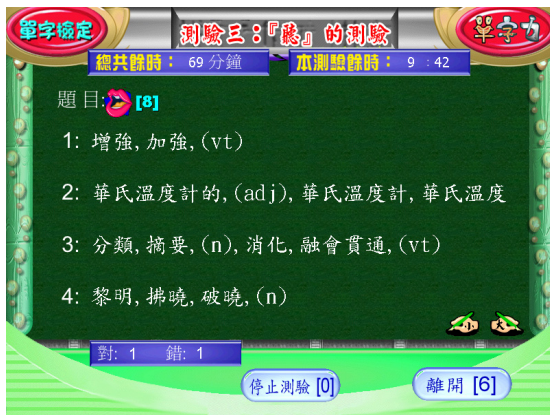 單字檢定
測驗三：『聽』的測驗
單字力
總共餘時： 69 分鐘
本測驗餘時： 9 : 42
題目: [8]
1: 增強, 加強, (vt)
2: 華氏溫度計的, (adj), 華氏溫度計, 華氏溫度
3: 分類, 摘要, (n), 消化, 融會貫通, (vt)
4: 黎明, 拂曉, 破曉, (n)
小 大
對: 1 錯: 1
停止測驗 [0]
離開 [6]